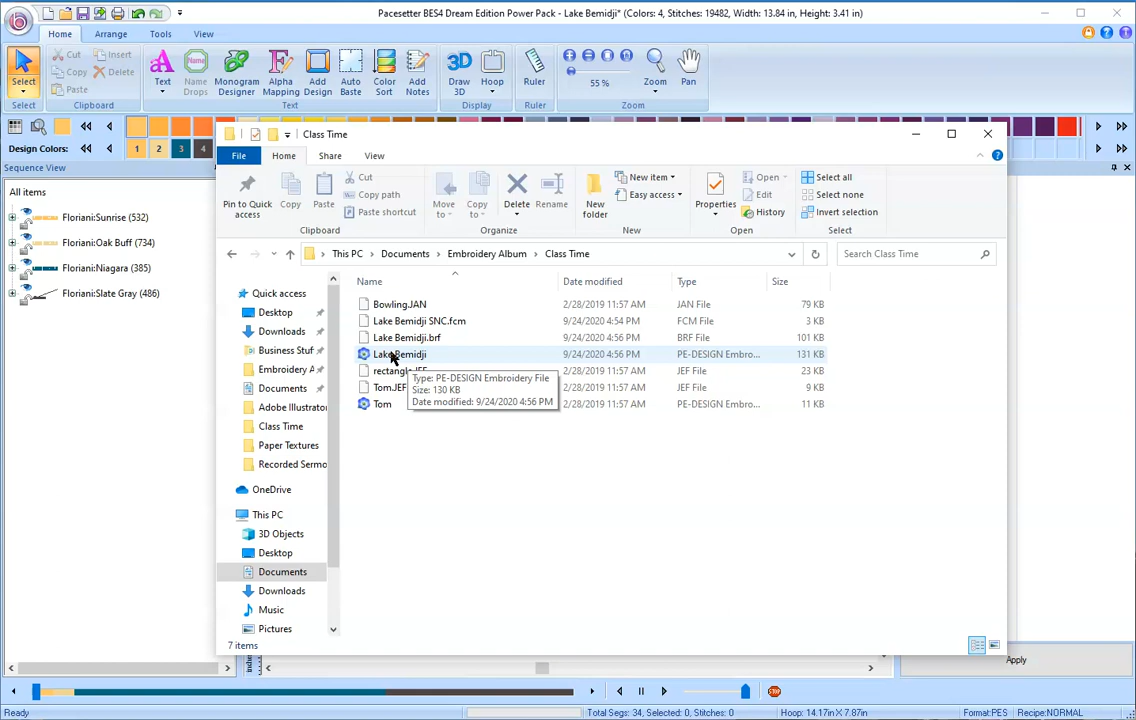 Pacesetter BES4 Dream Edition Power Pack - Lake Bemidji* (Colors: 4, Stitches: 19482, Width: 13.84 in, Height: 3.41 in)
Home Arrange Tools View
Select
Cut Insert
Copy Delete
Paste
Text
Name Drops
Monogram Designer
Alpha Mapping
Add Design
Auto Baste
Color Sort
Add Notes
Draw 3D
Hoop
Ruler
55 %
Zoom
Pan
Select Clipboard Text Display Ruler Zoom
Design Colors: 1 2 3 4
Sequence View
All items
Floriani:Sunrise (532)
Floriani:Oak Buff (734)
Floriani:Niagara (385)
Floriani:Slate Gray (486)
Class Time
File Home Share View
Pin to Quick access
Copy
Paste
Cut
Copy path
Paste shortcut
Move to
Copy to
Delete
Rename
New folder
New item
Easy access
Properties
Open
Edit
History
Select all
Select none
Invert selection
Clipboard Organize New Open Select
This PC Documents Embroidery Album Class Time
Search Class Time
Name Date modified Type Size
Quick access
Desktop
Downloads
Business Stuf
Embroidery A
Documents
Adobe Illustrator
Class Time
Paper Textures
Recorded Sermo
OneDrive
This PC
3D Objects
Desktop
Documents
Downloads
Music
Pictures
Bowling.JAN 2/28/2019 11:57 AM JAN File 79 KB
Lake Bemidji SNC.fcm 9/24/2020 4:54 PM FCM File 3 KB
Lake Bemidji.brf 9/24/2020 4:56 PM BRF File 101 KB
Lake Bemidji 9/24/2020 4:56 PM PE-DESIGN Embro... 131 KB
rectangle.JEF 2/28/2019 11:57 AM JEF File 23 KB
Tom.JEF 2/28/2019 11:57 AM JEF File 9 KB
Tom 2/28/2019 11:57 AM PE-DESIGN Embro... 11 KB
Type: PE-DESIGN Embroidery File
Size: 130 KB
Date modified: 9/24/2020 4:56 PM
7 items
Apply
STOP
Ready
Total Segs: 34, Selected: 0, Stitches: 0
Hoop: 14.17in X 7.87in
Format:PES
Recipe:NORMAL